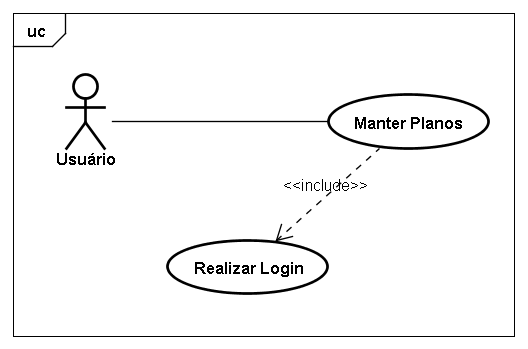 uc
Manter Planos
Usuário
<<include>>
Realizar Login